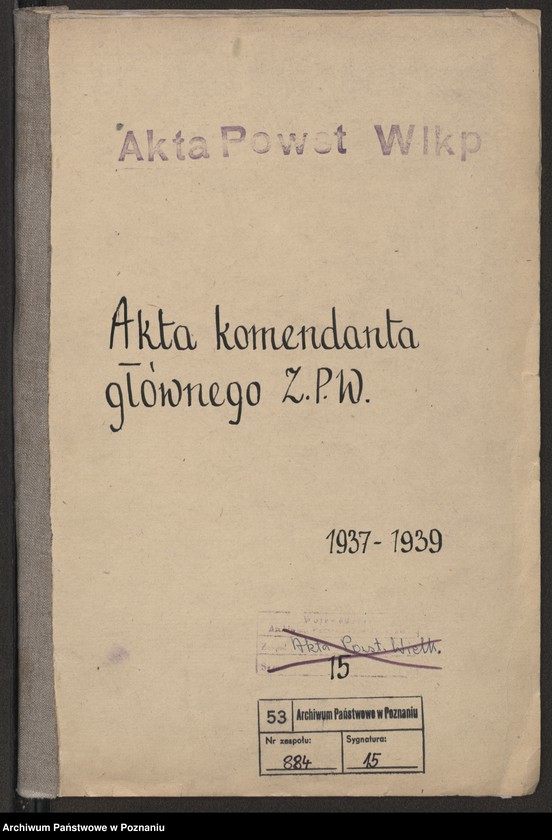 Akta Powst Wlkp
Akta komendanta
głównego Z.P.W.
1937-1939
Akta Powst. Wielk.
15
53 Archiwum Państwowe w Poznaniu
Nr zespołu: Sygnatura:
884 15
Archiwum Państwowe w Poznaniu